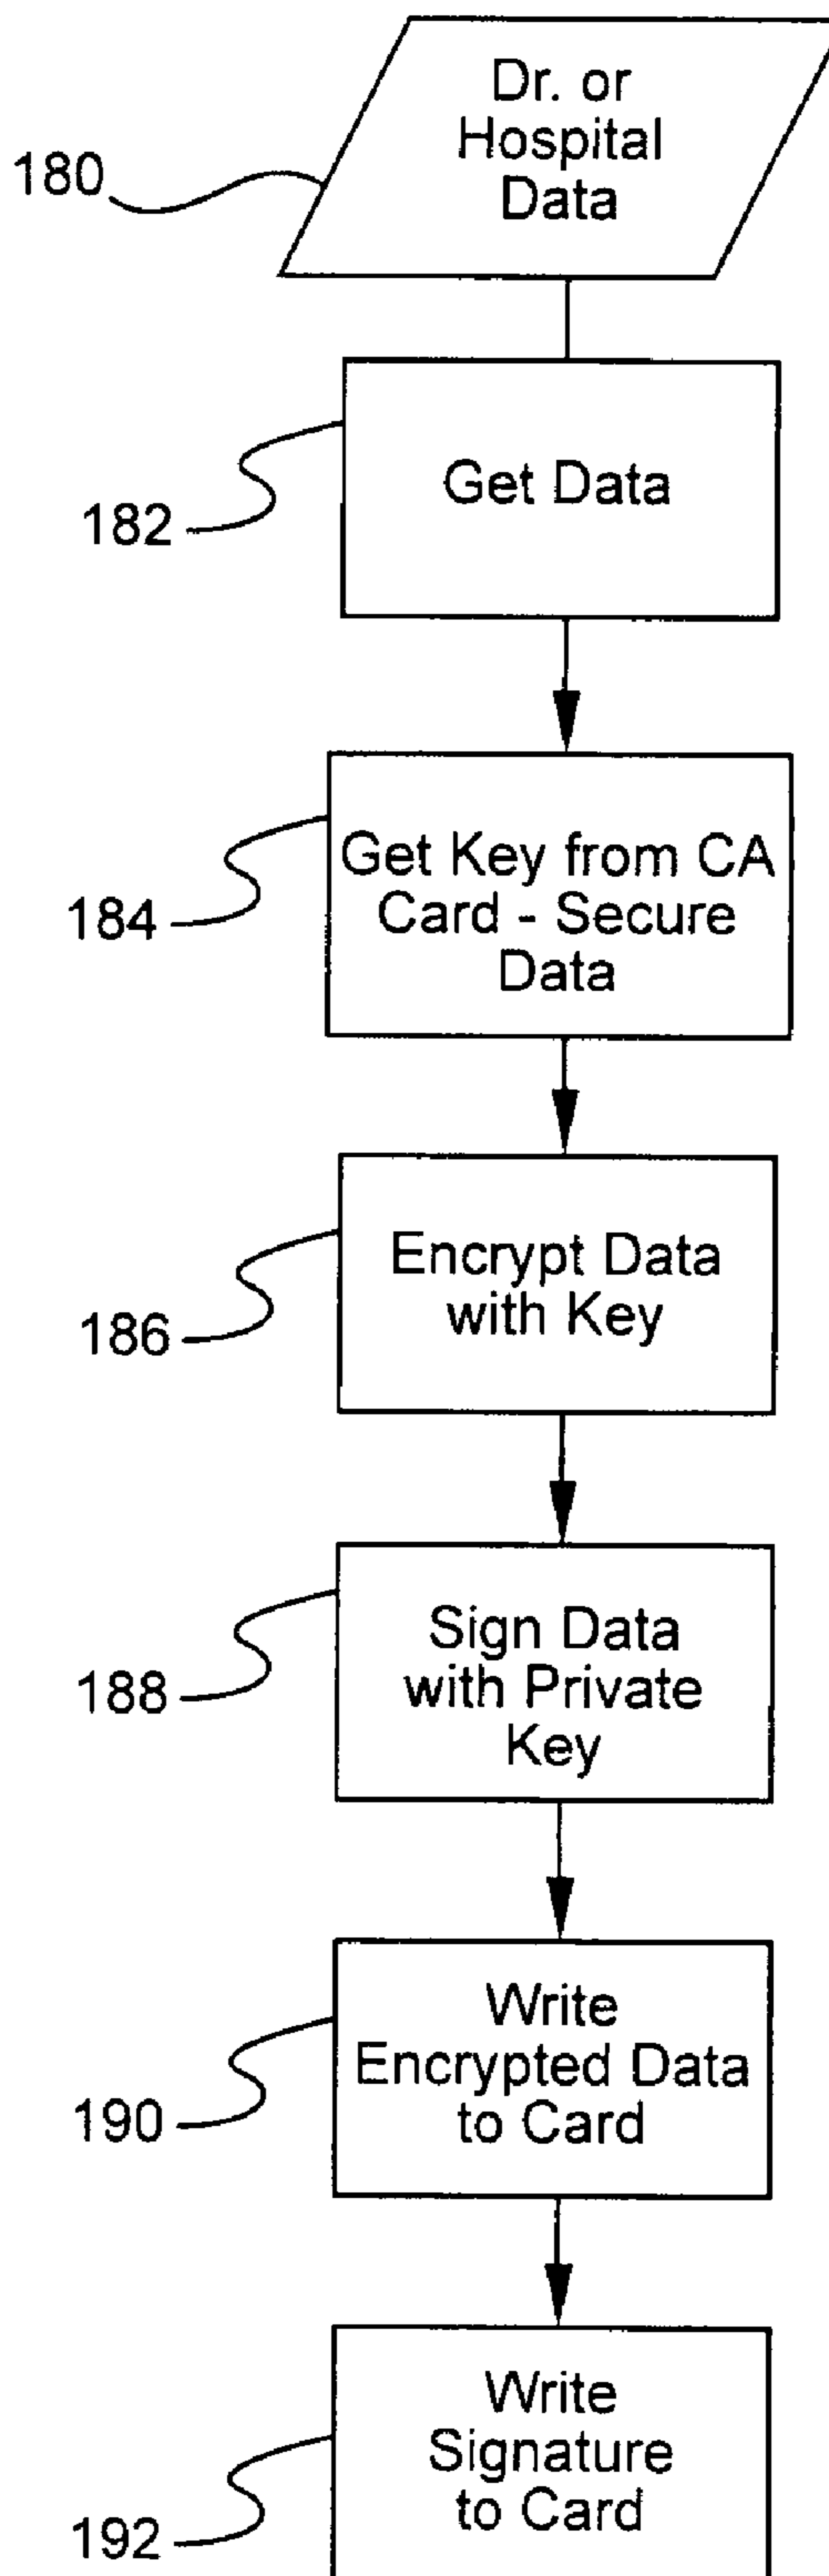 Dr. or
Hospital
Data
180
Get Data
182
Get Key from CA
Card - Secure
Data
184
Encrypt Data
with Key
186
Sign Data
with Private
Key
188
Write
Encrypted Data
to Card
190
Write
Signature
to Card
192